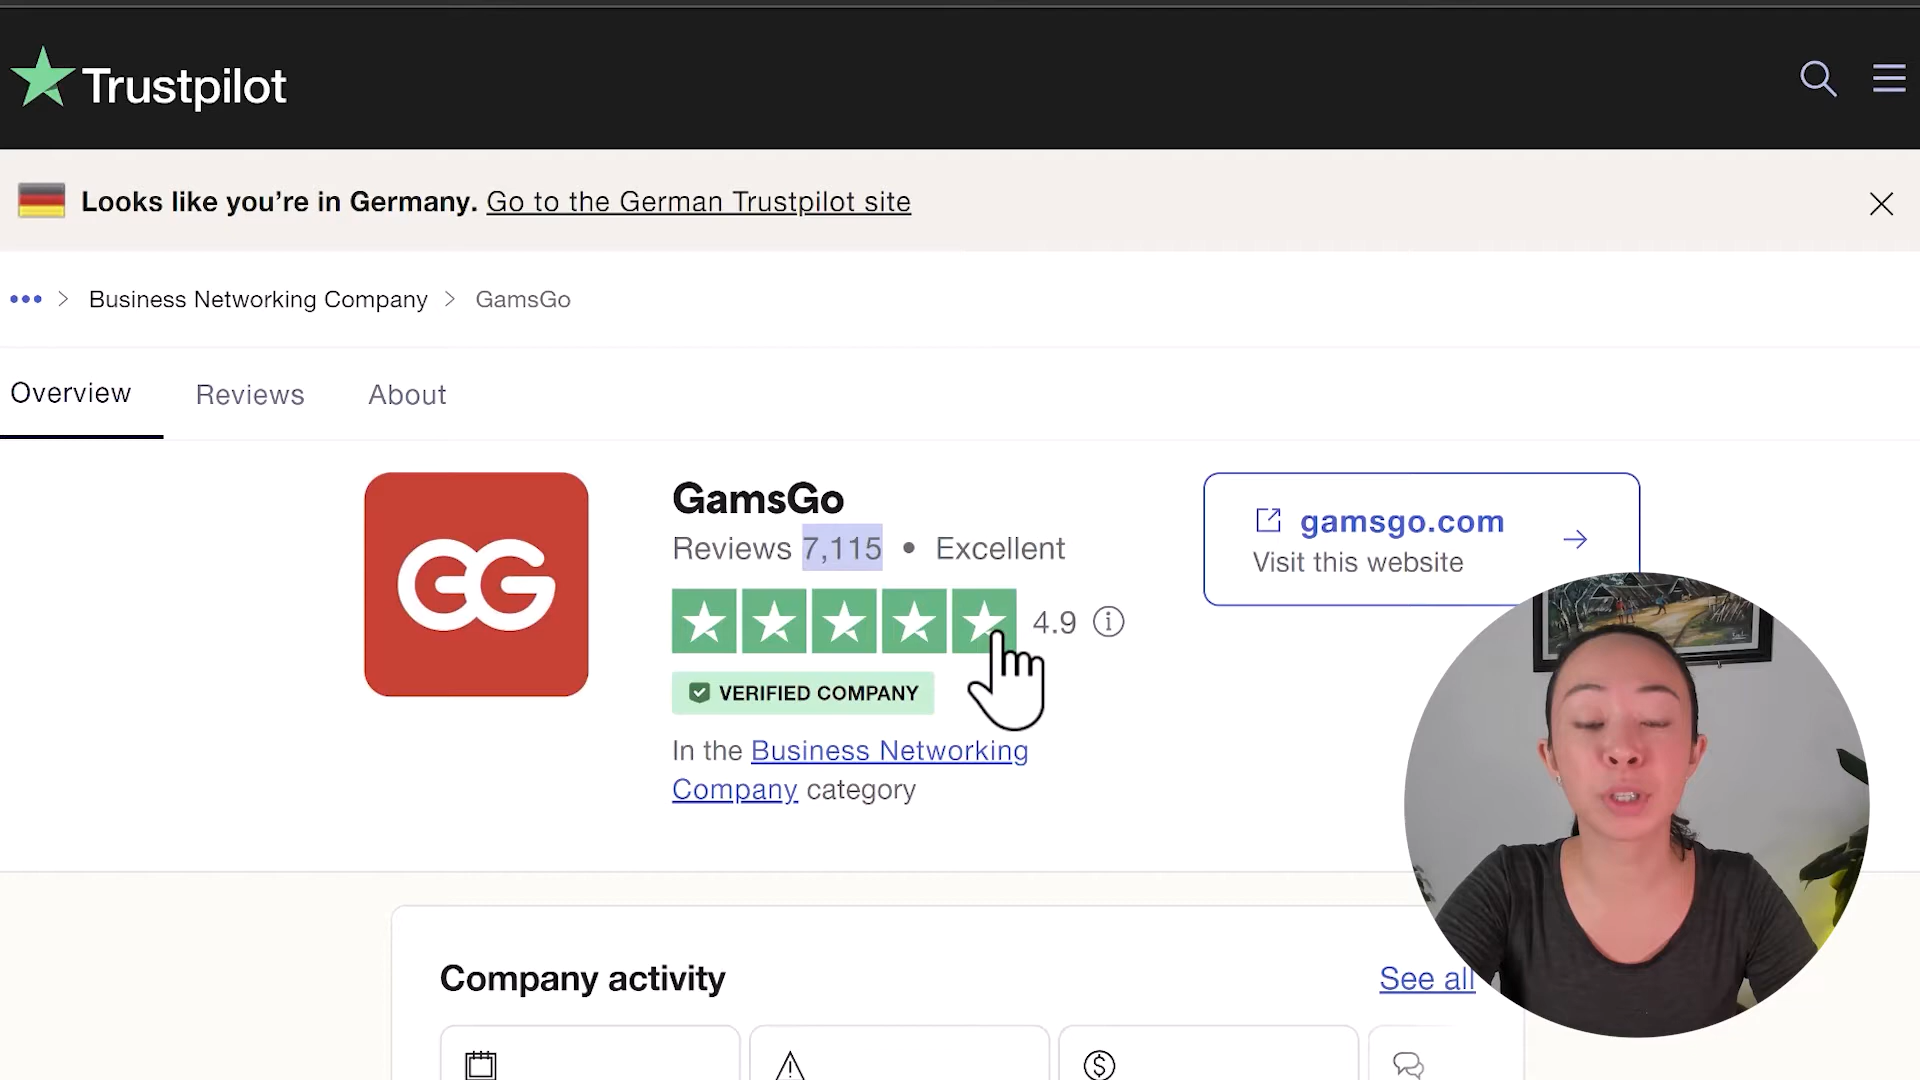 Trustpilot
Looks like you’re in Germany. Go to the German Trustpilot site
Business Networking Company > GamsGo
Overview Reviews About
GamsGo
Reviews 7,115 • Excellent
4.9
VERIFIED COMPANY
In the Business Networking
Company category
gamsgo.com
Visit this website
CG
Company activity
See all